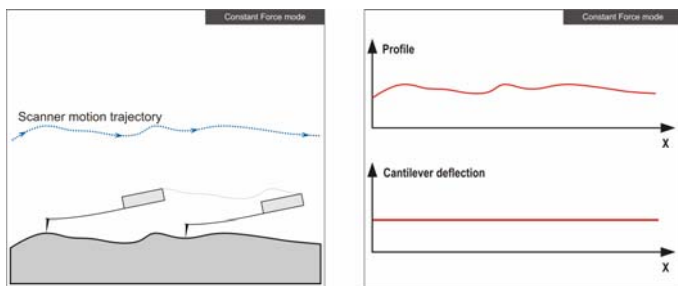 Constant Force mode
Scanner motion trajectory
Constant Force mode
Profile
X
Cantilever deflection
X